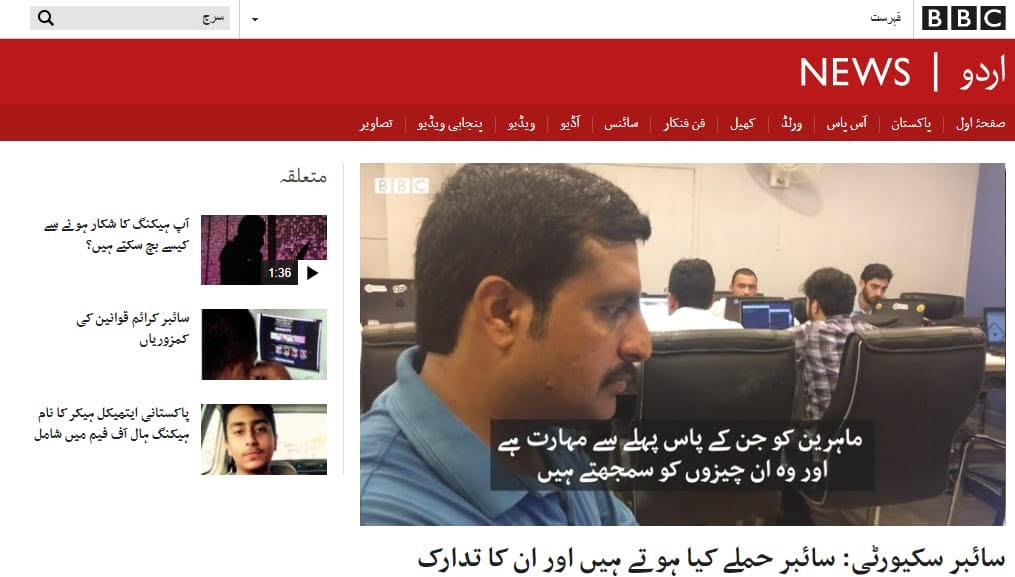 BBC
فہرست
سرچ
NEWS | اردو
صفحۂ اول | پاکستان | آس پاس | ورلڈ | کھیل | فن فنکار | سائنس | آڈیو | ویڈیو | پنجابی ویڈیو | تصاویر
BBC
ماہرین کو جن کے پاس پہلے سے مہارت ہے
اور وہ ان چیزوں کو سمجھتے ہیں
سائبر سکیورٹی: سائبر حملے کیا ہوتے ہیں اور ان کا تدارک
متعلقہ
آپ ہیکنگ کا شکار ہونے سے
کیسے بچ سکتے ہیں؟
1:36
سائبر کرائم قوانین کی
کمزوریاں
پاکستانی ایتھیکل ہیکر کا نام
ہیکنگ ہال آف فیم میں شامل